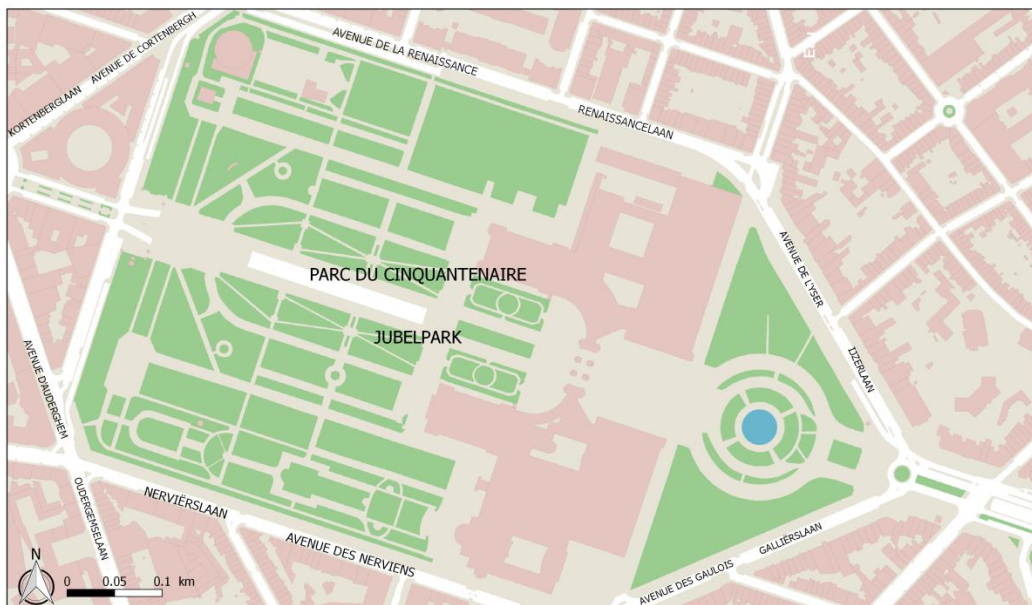 KORTENBERGLAAN AVENUE DE CORTENBERGH
AVENUE DE LA RENAISSANCE
RENAISSANCELAAN
AVENUE DE L'YSER
IJZERLAAN
PARC DU CINQUANTENAIRE
JUBELPARK
AVENUE D'AUDERGHEM
OUDERGEMSELAAN
NERVIËRSLAAN
AVENUE DES NERVIENS
AVENUE DES GAULOIS
GALLIËRSLAAN
N
0 0.05 0.1 km